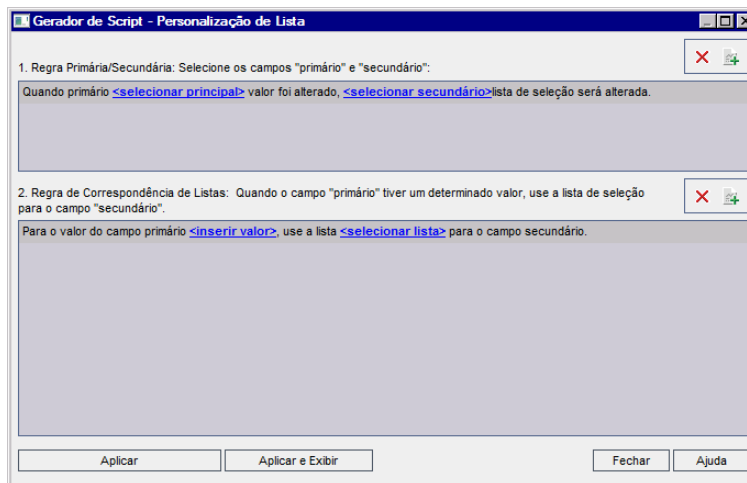 Gerador de Script - Personalização de Lista
1. Regra Primária/Secundária: Selecione os campos "primário" e "secundário":
Quando primário <selecionar principal> valor foi alterado, <selecionar secundário>lista de seleção será alterada.
2. Regra de Correspondência de Listas: Quando o campo "primário" tiver um determinado valor, use a lista de seleção
para o campo "secundário".
Para o valor do campo primário <inserir valor>, use a lista <selecionar lista> para o campo secundário.
Aplicar
Aplicar e Exibir
Fechar
Ajuda